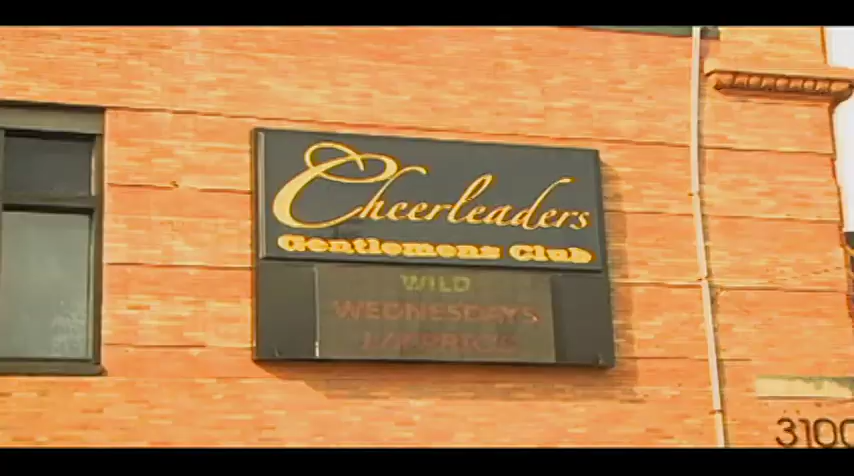 Cheerleaders
Gentlemens Club
WILD
WEDNESDAYS
3100